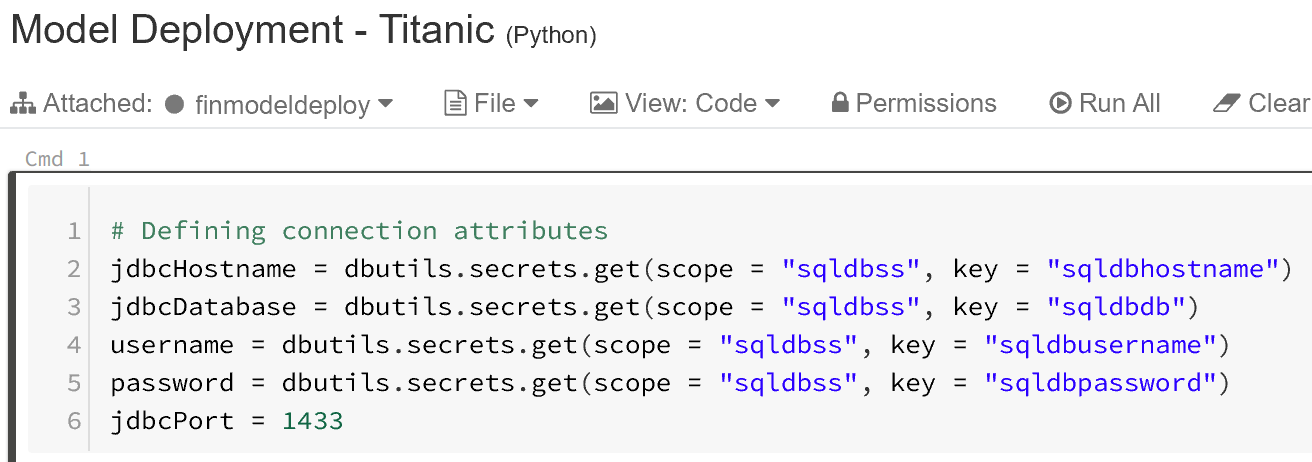 Model Deployment - Titanic (Python)
Attached: finmodeldeploy File View: Code Permissions Run All Clear
Cmd 1
1 # Defining connection attributes
2 jdbcHostname = dbutils.secrets.get(scope = "sqldbss", key = "sqldbhostname")
3 jdbcDatabase = dbutils.secrets.get(scope = "sqldbss", key = "sqldbdb")
4 username = dbutils.secrets.get(scope = "sqldbss", key = "sqldbusername")
5 password = dbutils.secrets.get(scope = "sqldbss", key = "sqldbpassword")
6 jdbcPort = 1433